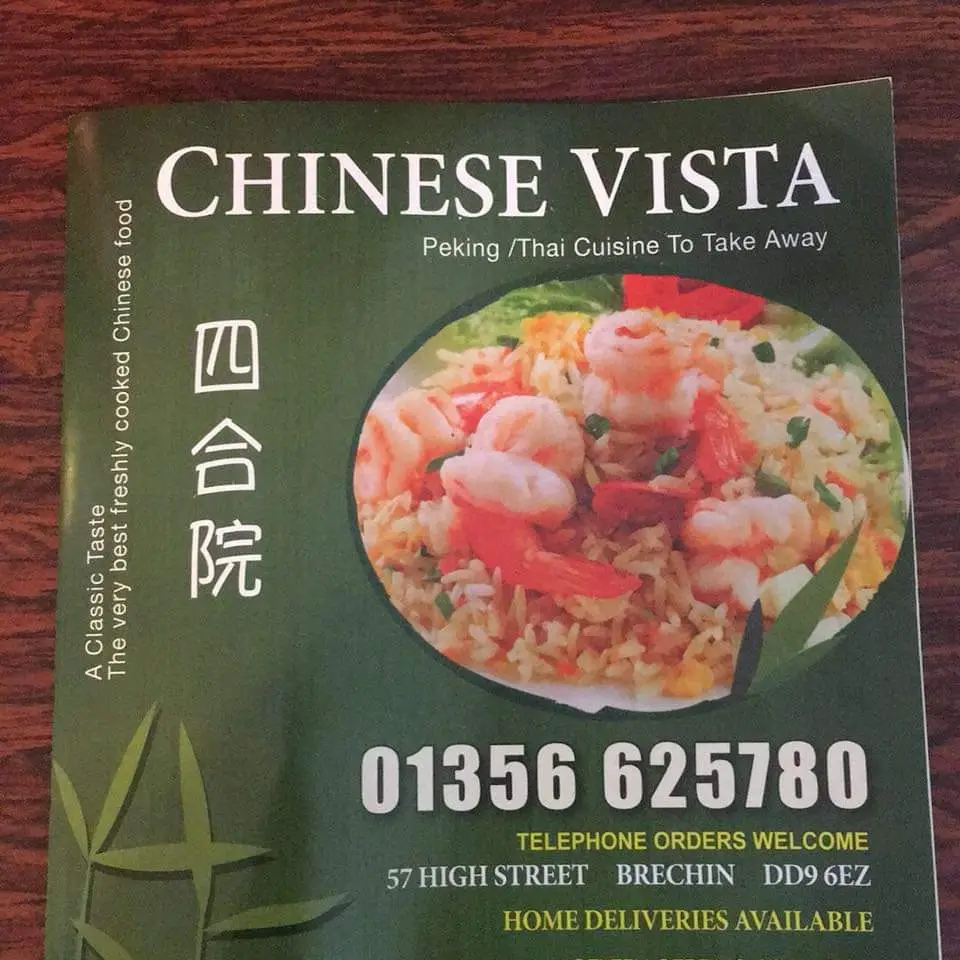 CHINESE VISTA
Peking /Thai Cuisine To Take Away
A Classic Taste
The very best freshly cooked Chinese food
四合院
01356 625780
TELEPHONE ORDERS WELCOME
57 HIGH STREET BRECHIN DD9 6EZ
HOME DELIVERIES AVAILABLE